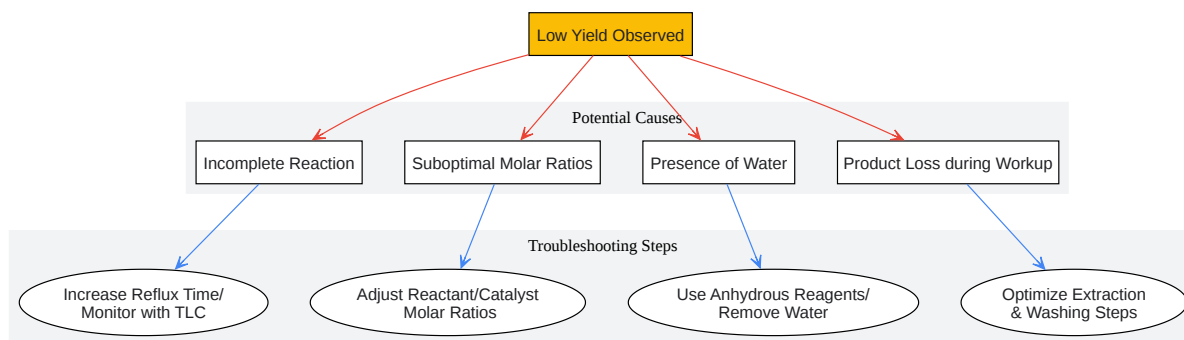 Low Yield Observed
Potential Causes
Incomplete Reaction
Suboptimal Molar Ratios
Presence of Water
Product Loss during Workup
Troubleshooting Steps
Increase Reflux Time/
Monitor with TLC
Adjust Reactant/Catalyst
Molar Ratios
Use Anhydrous Reagents/
Remove Water
Optimize Extraction
& Washing Steps